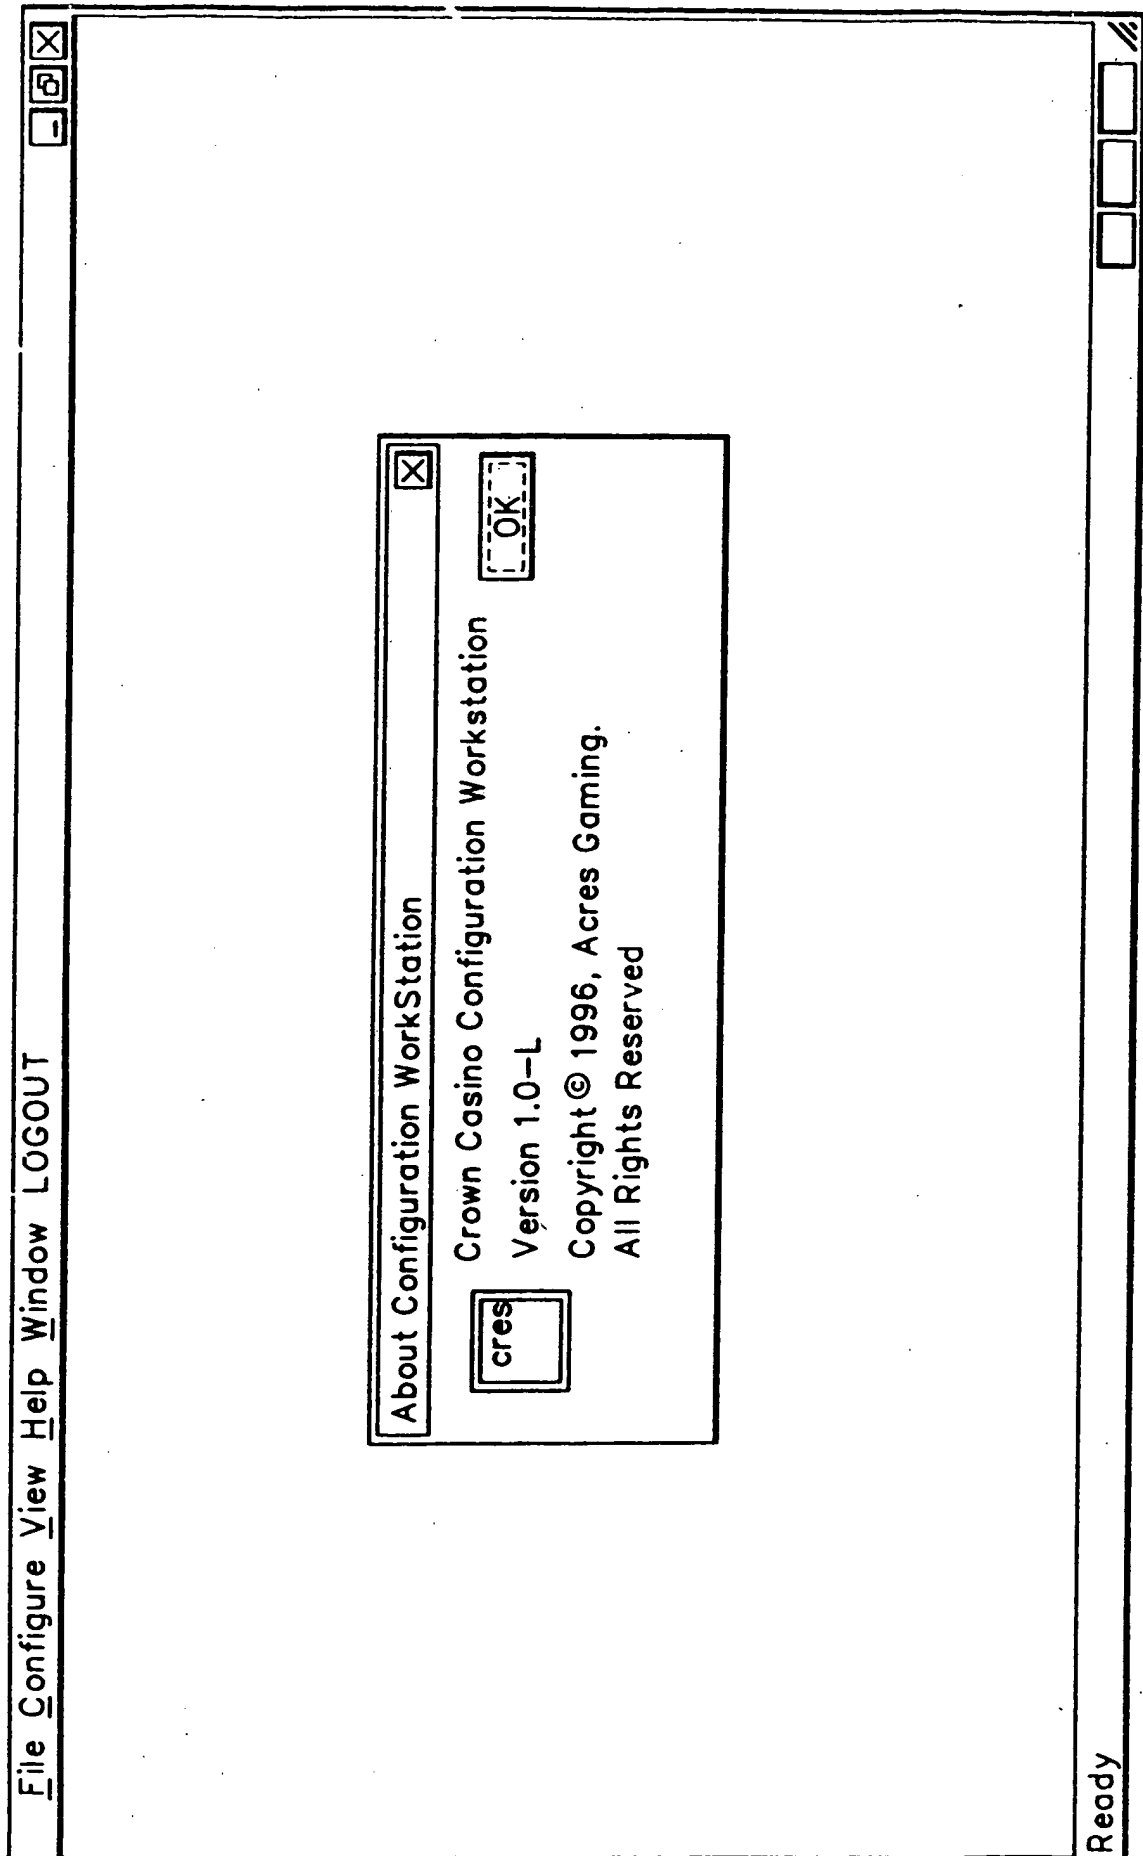 File Configure View Help Window LOGOUT
About Configuration WorkStation
cres
Crown Casino Configuration Workstation
OK
Version 1.0-L
Copyright © 1996, Acres Gaming.
All Rights Reserved
Ready